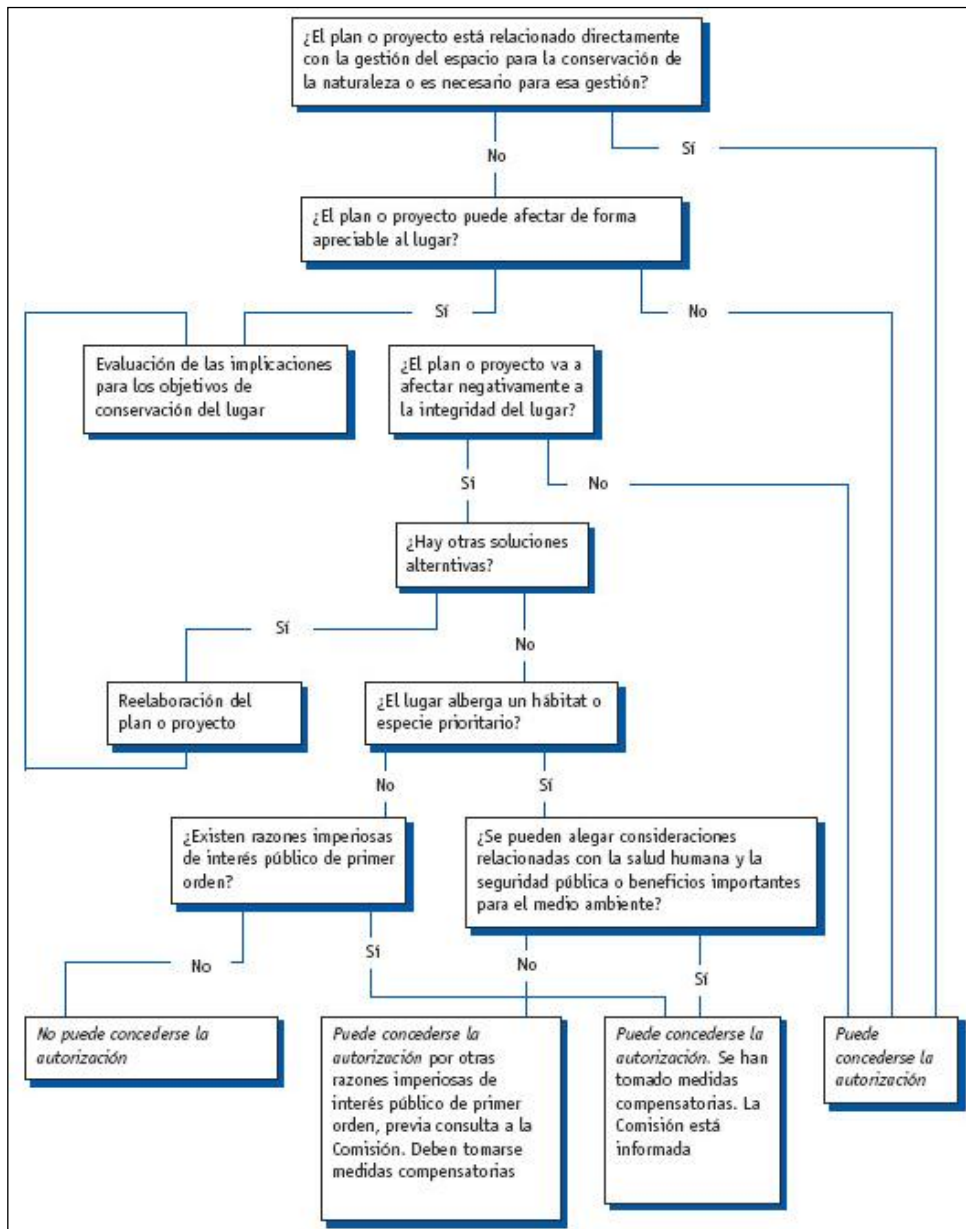 ¿El plan o proyecto está relacionado directamente
con la gestión del espacio para la conservación de
la naturaleza o es necesario para esa gestión?
No
Sí
¿El plan o proyecto puede afectar de forma
apreciable al lugar?
Sí
No
Evaluación de las implicaciones
para los objetivos de
conservación del lugar
¿El plan o proyecto va a
afectar negativamente a
la integridad del lugar?
Sí
No
¿Hay otras soluciones
alterntivas?
Sí
No
Reelaboración del
plan o proyecto
¿El lugar alberga un hábitat o
especie prioritario?
No
Sí
¿Existen razones imperiosas
de interés público de primer
orden?
¿Se pueden alegar consideraciones
relacionadas con la salud humana y la
seguridad pública o beneficios importantes
para el medio ambiente?
No
Sí
No
Sí
No puede concederse la
autorización
Puede concederse la
autorización por otras
razones imperiosas de
interés público de primer
orden, previa consulta a la
Comisión. Deben tomarse
medidas compensatorias
Puede concederse la
autorización. Se han
tomado medidas
compensatorias. La
Comisión está
informada
Puede
concederse la
autorización